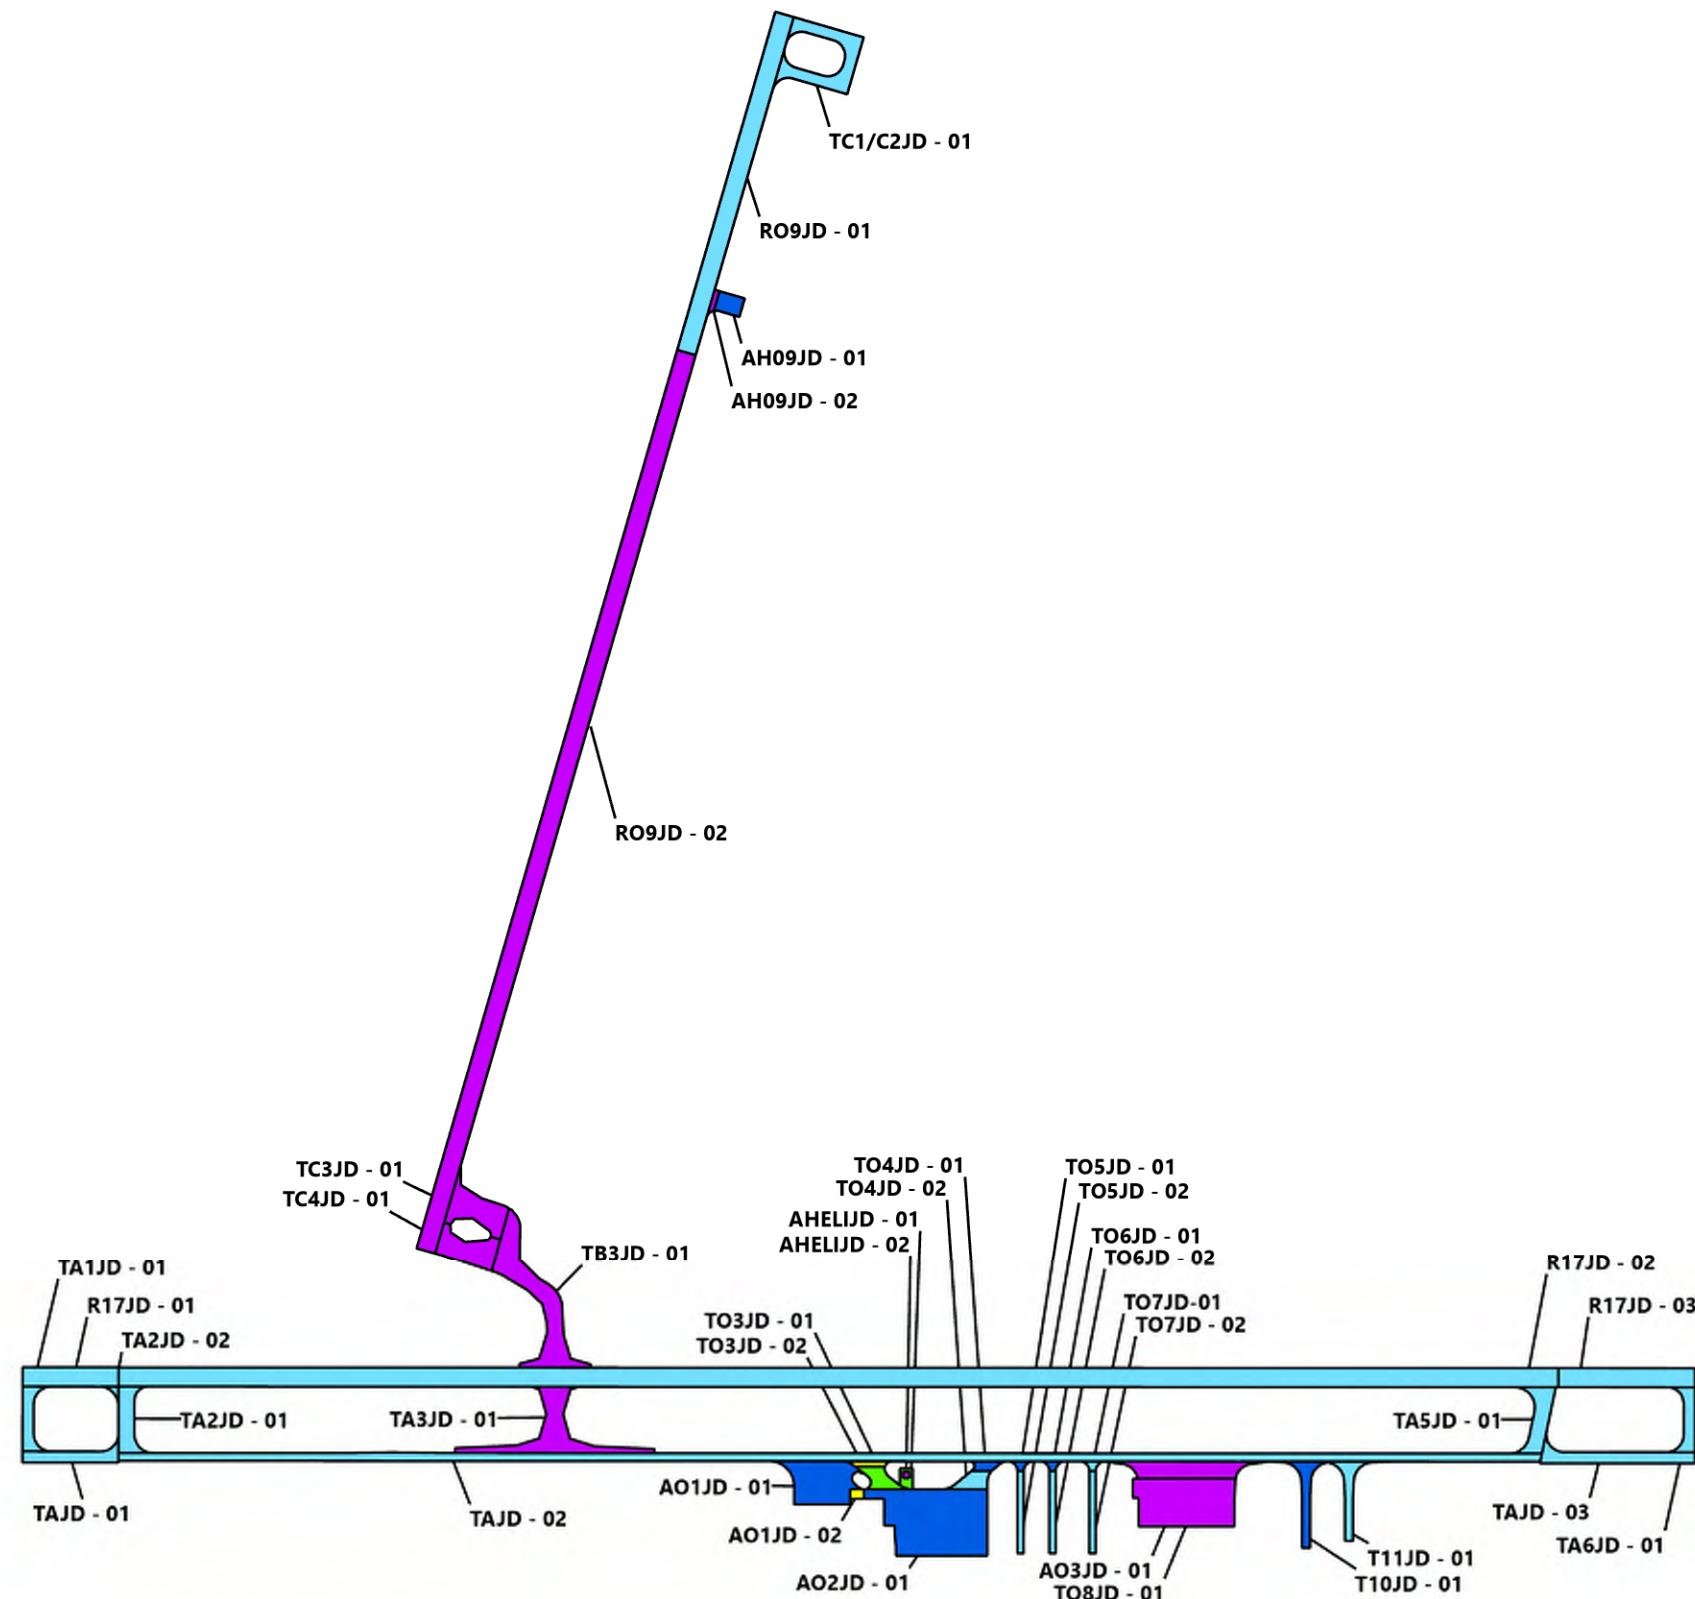 TC1/C2JD - 01
RO9JD - 01
AH09JD - 01
AH09JD - 02
RO9JD - 02
TC3JD - 01
TC4JD - 01
TB3JD - 01
TA1JD - 01
R17JD - 01
TA2JD - 02
TO4JD - 01
TO4JD - 02
AHELIJD - 01
AHELIJD - 02
TO3JD - 01
TO3JD - 02
TO5JD - 01
TO5JD - 02
TO6JD - 01
TO6JD - 02
TO7JD-01
TO7JD - 02
R17JD - 02
R17JD - 03
TA2JD - 01
TA3JD - 01
TA5JD - 01
TAJD - 01
TAJD - 02
AO1JD - 01
AO1JD - 02
AO2JD - 01
AO3JD - 01
TO8JD - 01
TAJD - 03
TA6JD - 01
T11JD - 01
T10JD - 01